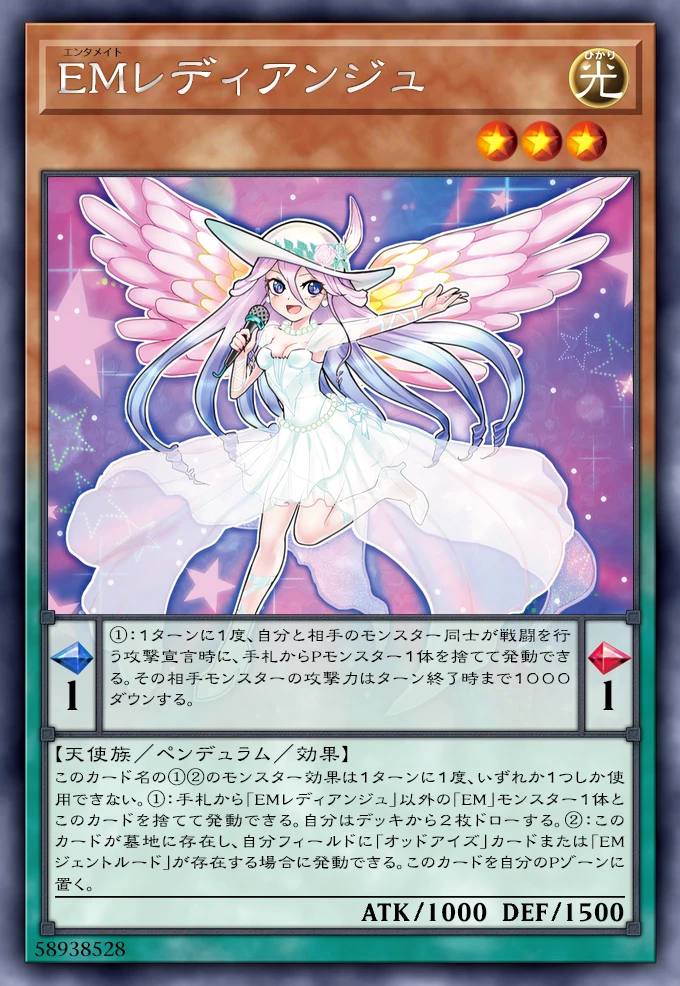 エンタメイト
EMレディアンジュ
ひかり
光
①：1ターンに1度、自分と相手のモンスター同士が戦闘を行
う攻撃宣言時に、手札からPモンスター1体を捨てて発動でき
る。その相手モンスターの攻撃力はターン終了時まで1000
ダウンする。
1
1
【天使族／ペンデュラム／効果】
このカード名の①②のモンスター効果は1ターンに1度、いずれか1つしか使
用できない。①：手札から「EMレディアンジュ」以外の「EM」モンスター1体と
このカードを捨てて発動できる。自分はデッキから2枚ドローする。②：この
カードが墓地に存在し、自分フィールドに「オッドアイズ」カードまたは「EM
ジェントルード」が存在する場合に発動できる。このカードを自分のPゾーンに
置く。
ATK/1000 DEF/1500
58938528